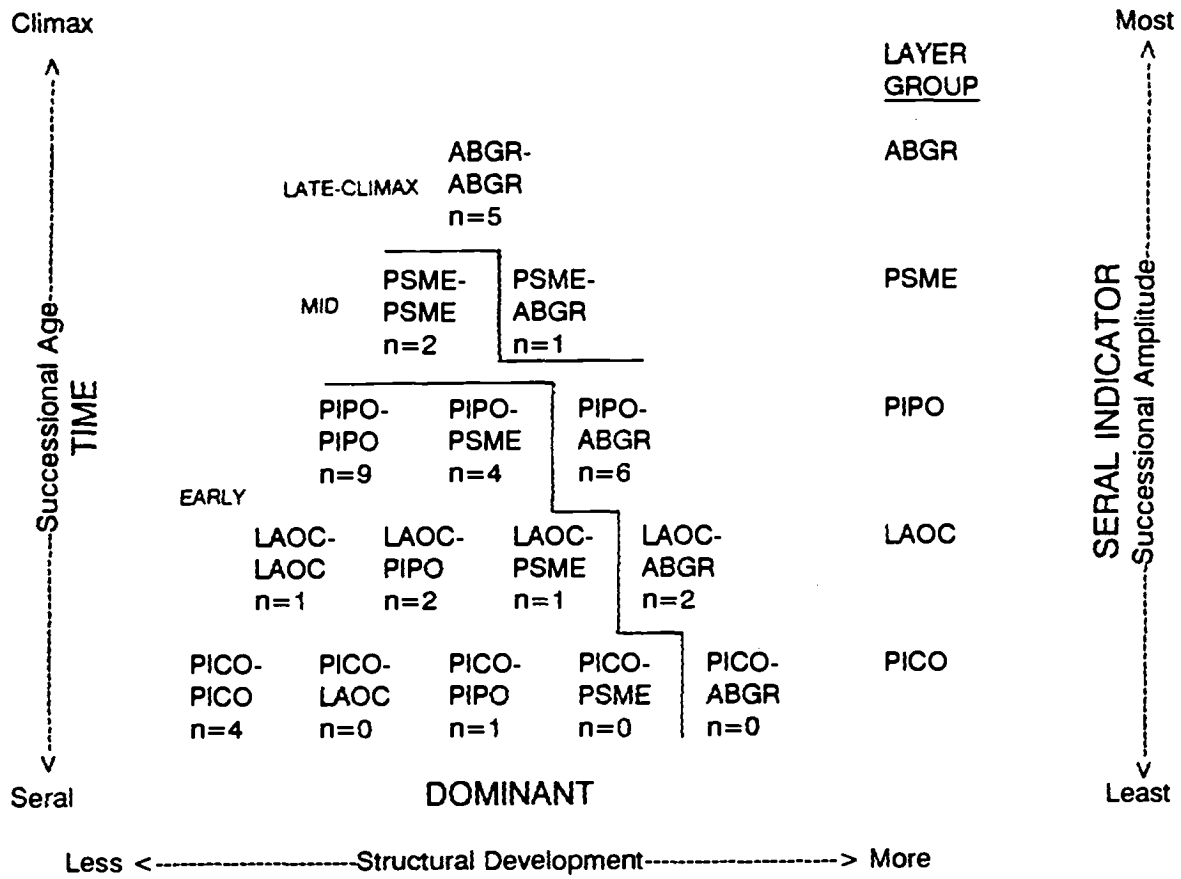 Climax
Most
LAYER
GROUP
ABGR-
ABGR
n=5
LATE-CLIMAX
ABGR
PSME-
PSME
n=2
PSME-
ABGR
n=1
MID
PSME
PIPO-
PIPO
n=9
PIPO-
PSME
n=4
PIPO-
ABGR
n=6
PIPO
EARLY
LAOC-
LAOC
n=1
LAOC-
PIPO
n=2
LAOC-
PSME
n=1
LAOC-
ABGR
n=2
LAOC
PICO-
PICO
n=4
PICO-
LAOC
n=0
PICO-
PIPO
n=1
PICO-
PSME
n=0
PICO-
ABGR
n=0
PICO
Successional Age
TIME
SERAL INDICATOR
Successional Amplitude
Seral
DOMINANT
Least
Less <-----Structural Development-----> More